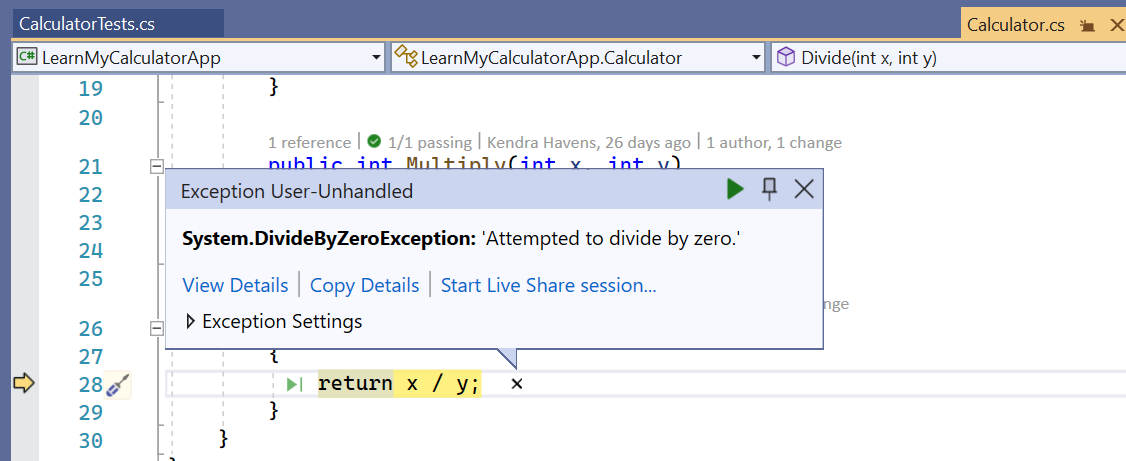 CalculatorTests.cs
Calculator.cs
C# LearnMyCalculatorApp
LearnMyCalculatorApp.Calculator
Divide(int x, int y)
19 }
20
1 reference | 1/1 passing | Kendra Havens, 26 days ago | 1 author, 1 change
21 public int Multiply(int x, int y)
22
Exception User-Unhandled
23
System.DivideByZeroException: 'Attempted to divide by zero.'
24
25
View Details | Copy Details | Start Live Share session...
nge
26
Exception Settings
27 {
28 return x / y;
29 }
30 }